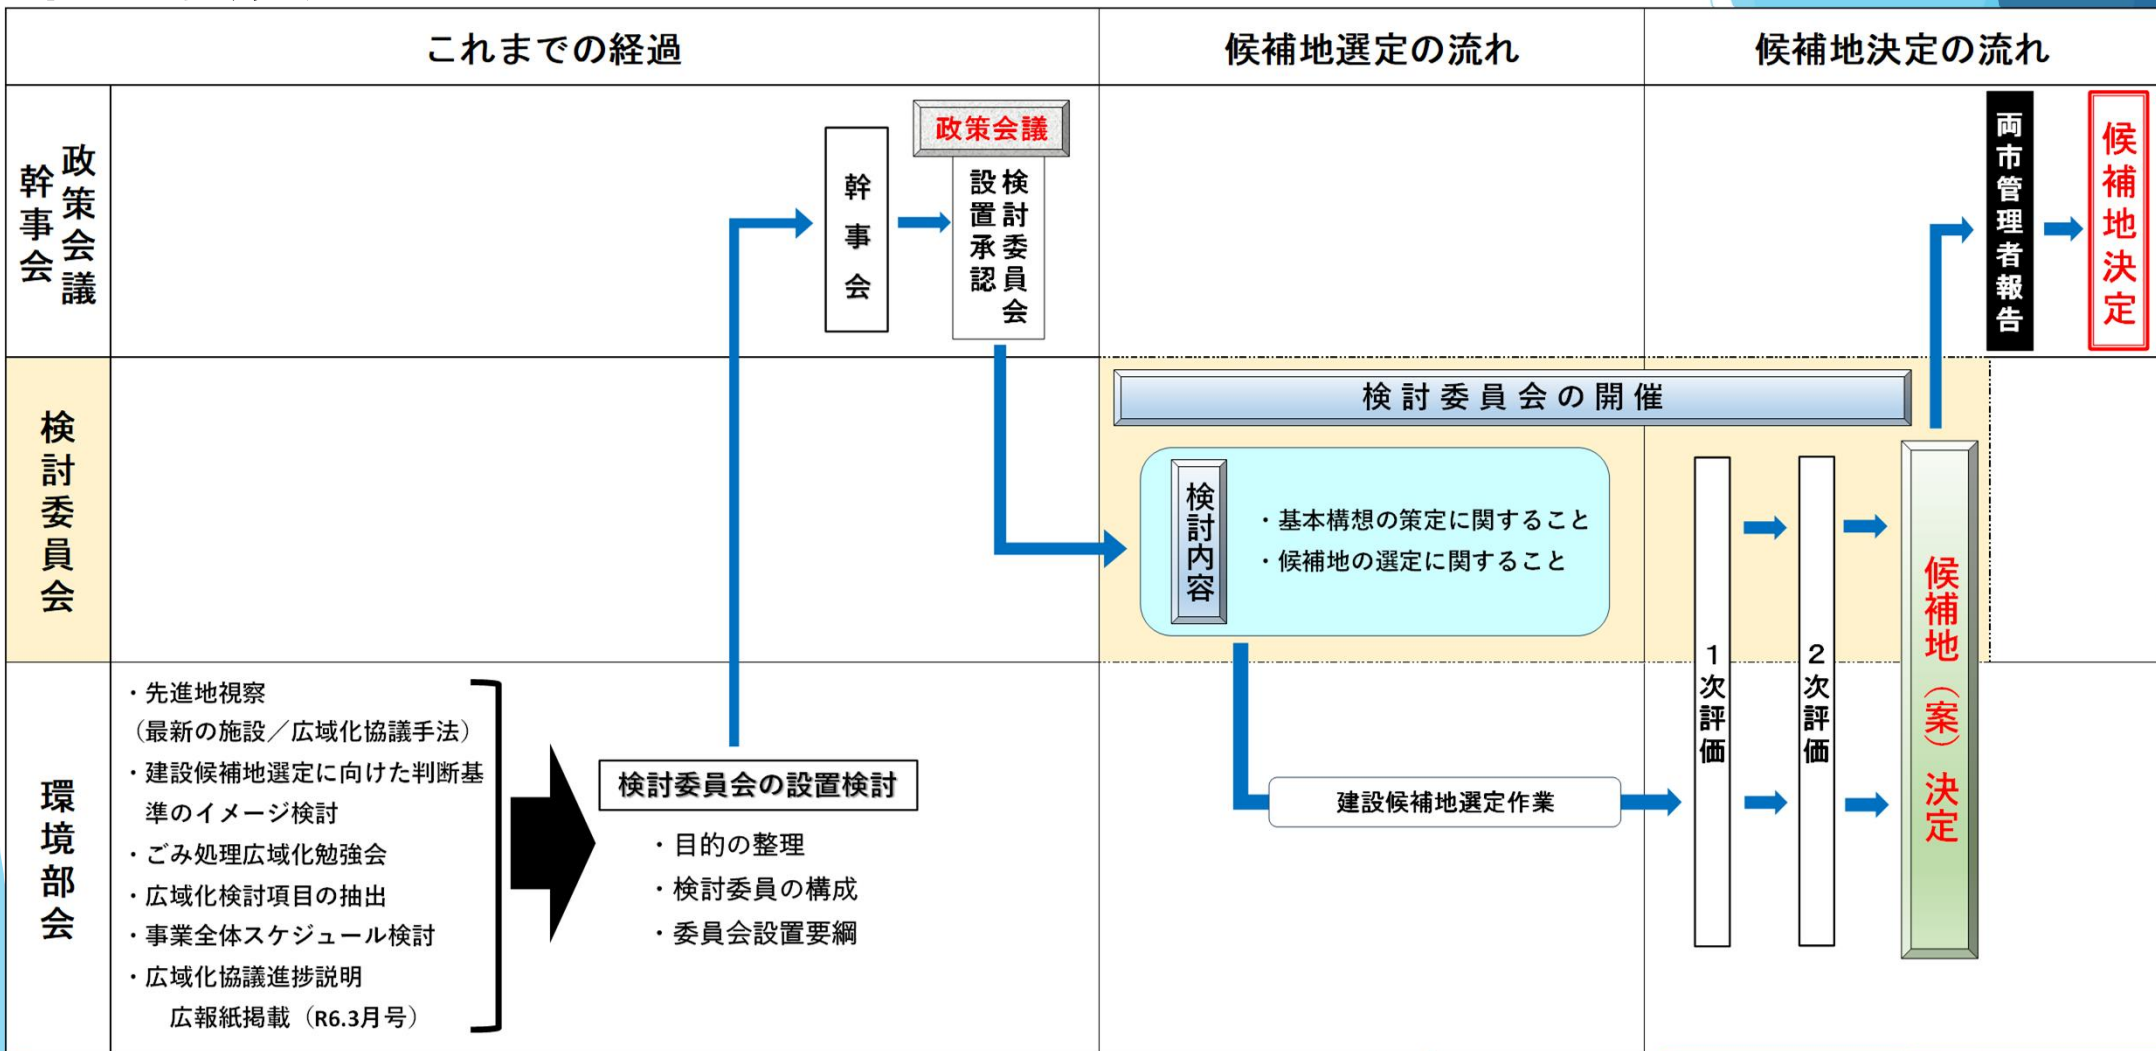 これまでの経過
候補地選定の流れ
候補地決定の流れ
政策会議
幹事会
幹事会
政策会議
検討委員会
設置承認
両市管理者報告
候補地決定
検討委員会
検討委員会の開催
検討内容
・基本構想の策定に関すること
・候補地の選定に関すること
1次評価
2次評価
候補地（案）決定
環境部会
・先進地視察
（最新の施設／広域化協議手法）
・建設候補地選定に向けた判断基
準のイメージ検討
・ごみ処理広域化勉強会
・広域化検討項目の抽出
・事業全体スケジュール検討
・広域化協議進捗説明
広報紙掲載（R6.3月号）
検討委員会の設置検討
・目的の整理
・検討委員の構成
・委員会設置要綱
建設候補地選定作業